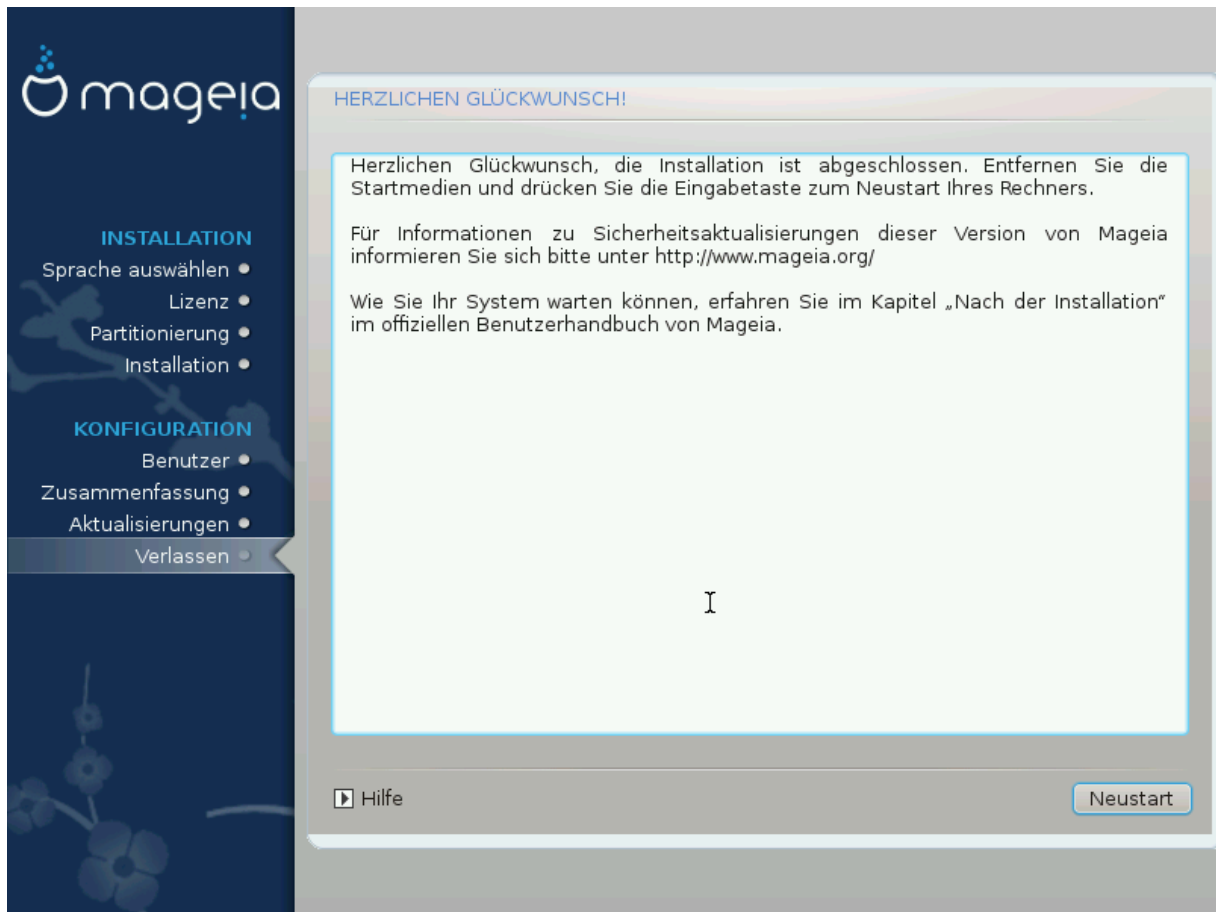 mageia
INSTALLATION
Sprache auswählen
Lizenz
Partitionierung
Installation
KONFIGURATION
Benutzer
Zusammenfassung
Aktualisierungen
Verlassen
HERZLICHEN GLÜCKWUNSCH!
Herzlichen Glückwunsch, die Installation ist abgeschlossen. Entfernen Sie die
Startmedien und drücken Sie die Eingabetaste zum Neustart Ihres Rechners.
Für Informationen zu Sicherheitsaktualisierungen dieser Version von Mageia
informieren Sie sich bitte unter http://www.mageia.org/
Wie Sie Ihr System warten können, erfahren Sie im Kapitel „Nach der Installation“
im offiziellen Benutzerhandbuch von Mageia.
Hilfe
Neustart